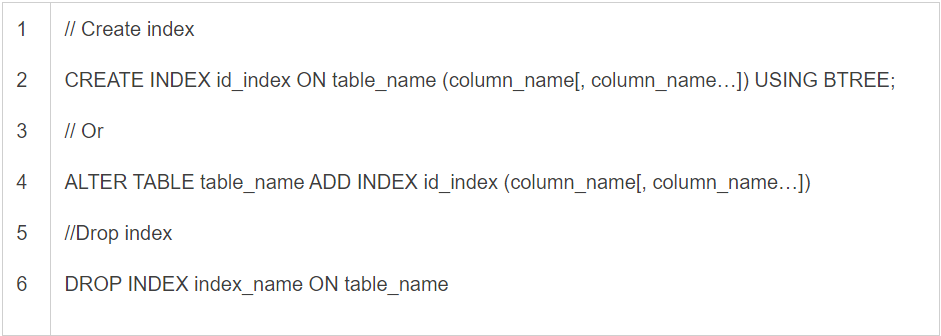 1 // Create index
2 CREATE INDEX id_index ON table_name (column_name[, column_name…]) USING BTREE;
3 // Or
4 ALTER TABLE table_name ADD INDEX id_index (column_name[, column_name…])
5 //Drop index
6 DROP INDEX index_name ON table_name